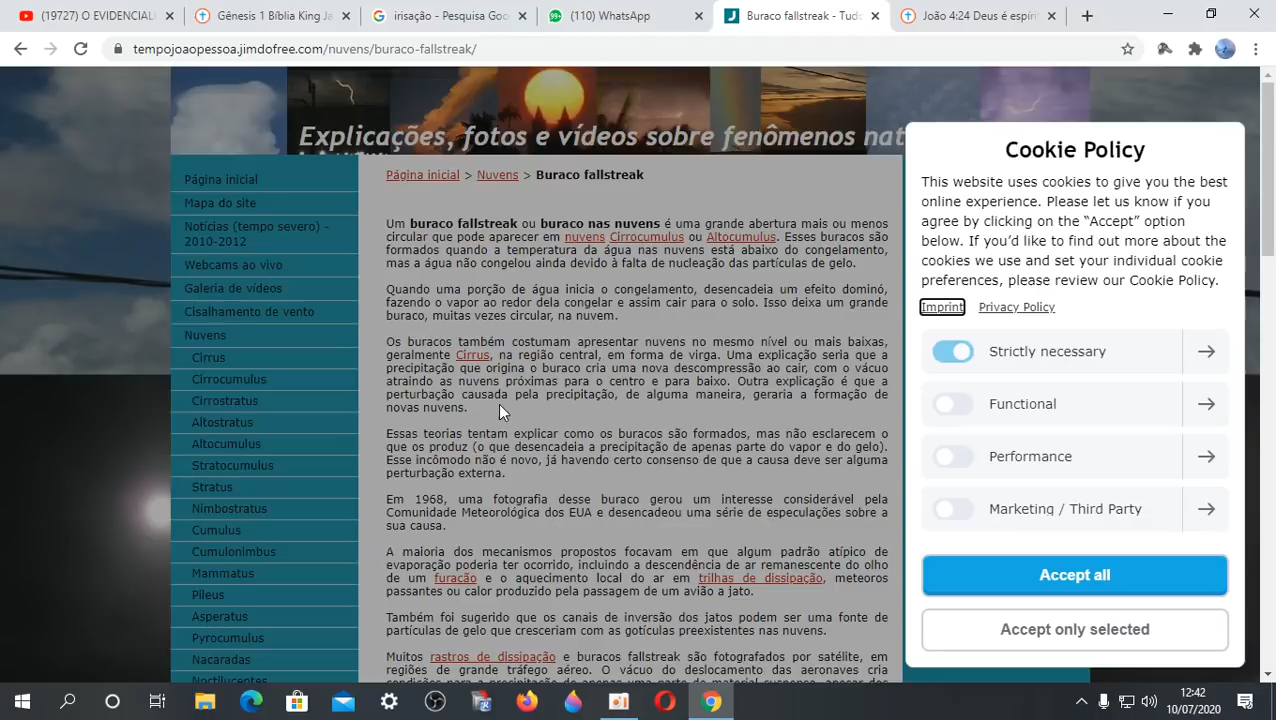 (19727) O EVIDENCIAL
Gênesis 1 Bíblia King Ja
irisação - Pesquisa Goo
(110) WhatsApp
Buraco fallstreak - Tudo
João 4:24 Deus é espíri
tempojoaopessoa.jimdofree.com/nuvens/buraco-fallstreak/
Explicações, fotos e vídeos sobre fenômenos nat
Página inicial
Mapa do site
Notícias (tempo severo) -
2010-2012
Webcams ao vivo
Galeria de vídeos
Cisalhamento de vento
Nuvens
Cirrus
Cirrocumulus
Cirrostratus
Altostratus
Altocumulus
Stratocumulus
Stratus
Nimbostratus
Cumulus
Cumulonimbus
Mammatus
Pileus
Asperatus
Pyrocumulus
Nacaradas
Noctilucentes
Página inicial > Nuvens > Buraco fallstreak
Um buraco fallstreak ou buraco nas nuvens é uma grande abertura mais ou menos
circular que pode aparecer em nuvens Cirrocumulus ou Altocumulus. Esses buracos são
formados quando a temperatura da água nas nuvens está abaixo do congelamento,
mas a água não congelou ainda devido à falta de nucleação das partículas de gelo.
Quando uma porção de água inicia o congelamento, desencadeia um efeito dominó,
fazendo o vapor ao redor dela congelar e assim cair para o solo. Isso deixa um grande
buraco, muitas vezes circular, na nuvem.
Os buracos também costumam apresentar nuvens no mesmo nível ou mais baixas,
geralmente Cirrus, na região central, em forma de virga. Uma explicação seria que a
precipitação que origina o buraco cria uma nova descompressão ao cair, com o vácuo
atraindo as nuvens próximas para o centro e para baixo. Outra explicação é que a
perturbação causada pela precipitação, de alguma maneira, geraria a formação de
novas nuvens.
Essas teorias tentam explicar como os buracos são formados, mas não esclarecem o
que os produz (o que desencadeia a precipitação de apenas parte do vapor e do gelo).
Esse incômodo não é novo, já havendo certo consenso de que a causa deve ser alguma
perturbação externa.
Em 1968, uma fotografia desse buraco gerou um interesse considerável pela
Comunidade Meteorológica dos EUA e desencadeou uma série de especulações sobre a
sua causa.
A maioria dos mecanismos propostos focavam em que algum padrão atípico de
evaporação poderia ter ocorrido, incluindo a descendência de ar remanescente do olho
de um furacão e o aquecimento local do ar em trilhas de dissipação, meteoros
passantes ou calor produzido pela passagem de um avião a jato.
Também foi sugerido que os canais de inversão dos jatos podem ser uma fonte de
partículas de gelo que cresceriam com as gotículas preexistentes nas nuvens.
Muitos rastros de dissipação e buracos fallstreak são fotografados por satélite, em
regiões de grande tráfego aéreo. O vácuo do deslocamento das aeronaves cria
condições para a precipitação de apenas uma parte do material suspenso, apesar dos
Cookie Policy
This website uses cookies to give you the best
online experience. Please let us know if you
agree by clicking on the “Accept” option
below. If you’d like to find out more about the
cookies we use and set your individual cookie
preferences, please review our Cookie Policy.
Imprint Privacy Policy
Strictly necessary
Functional
Performance
Marketing / Third Party
Accept all
Accept only selected
12:42
10/07/2020